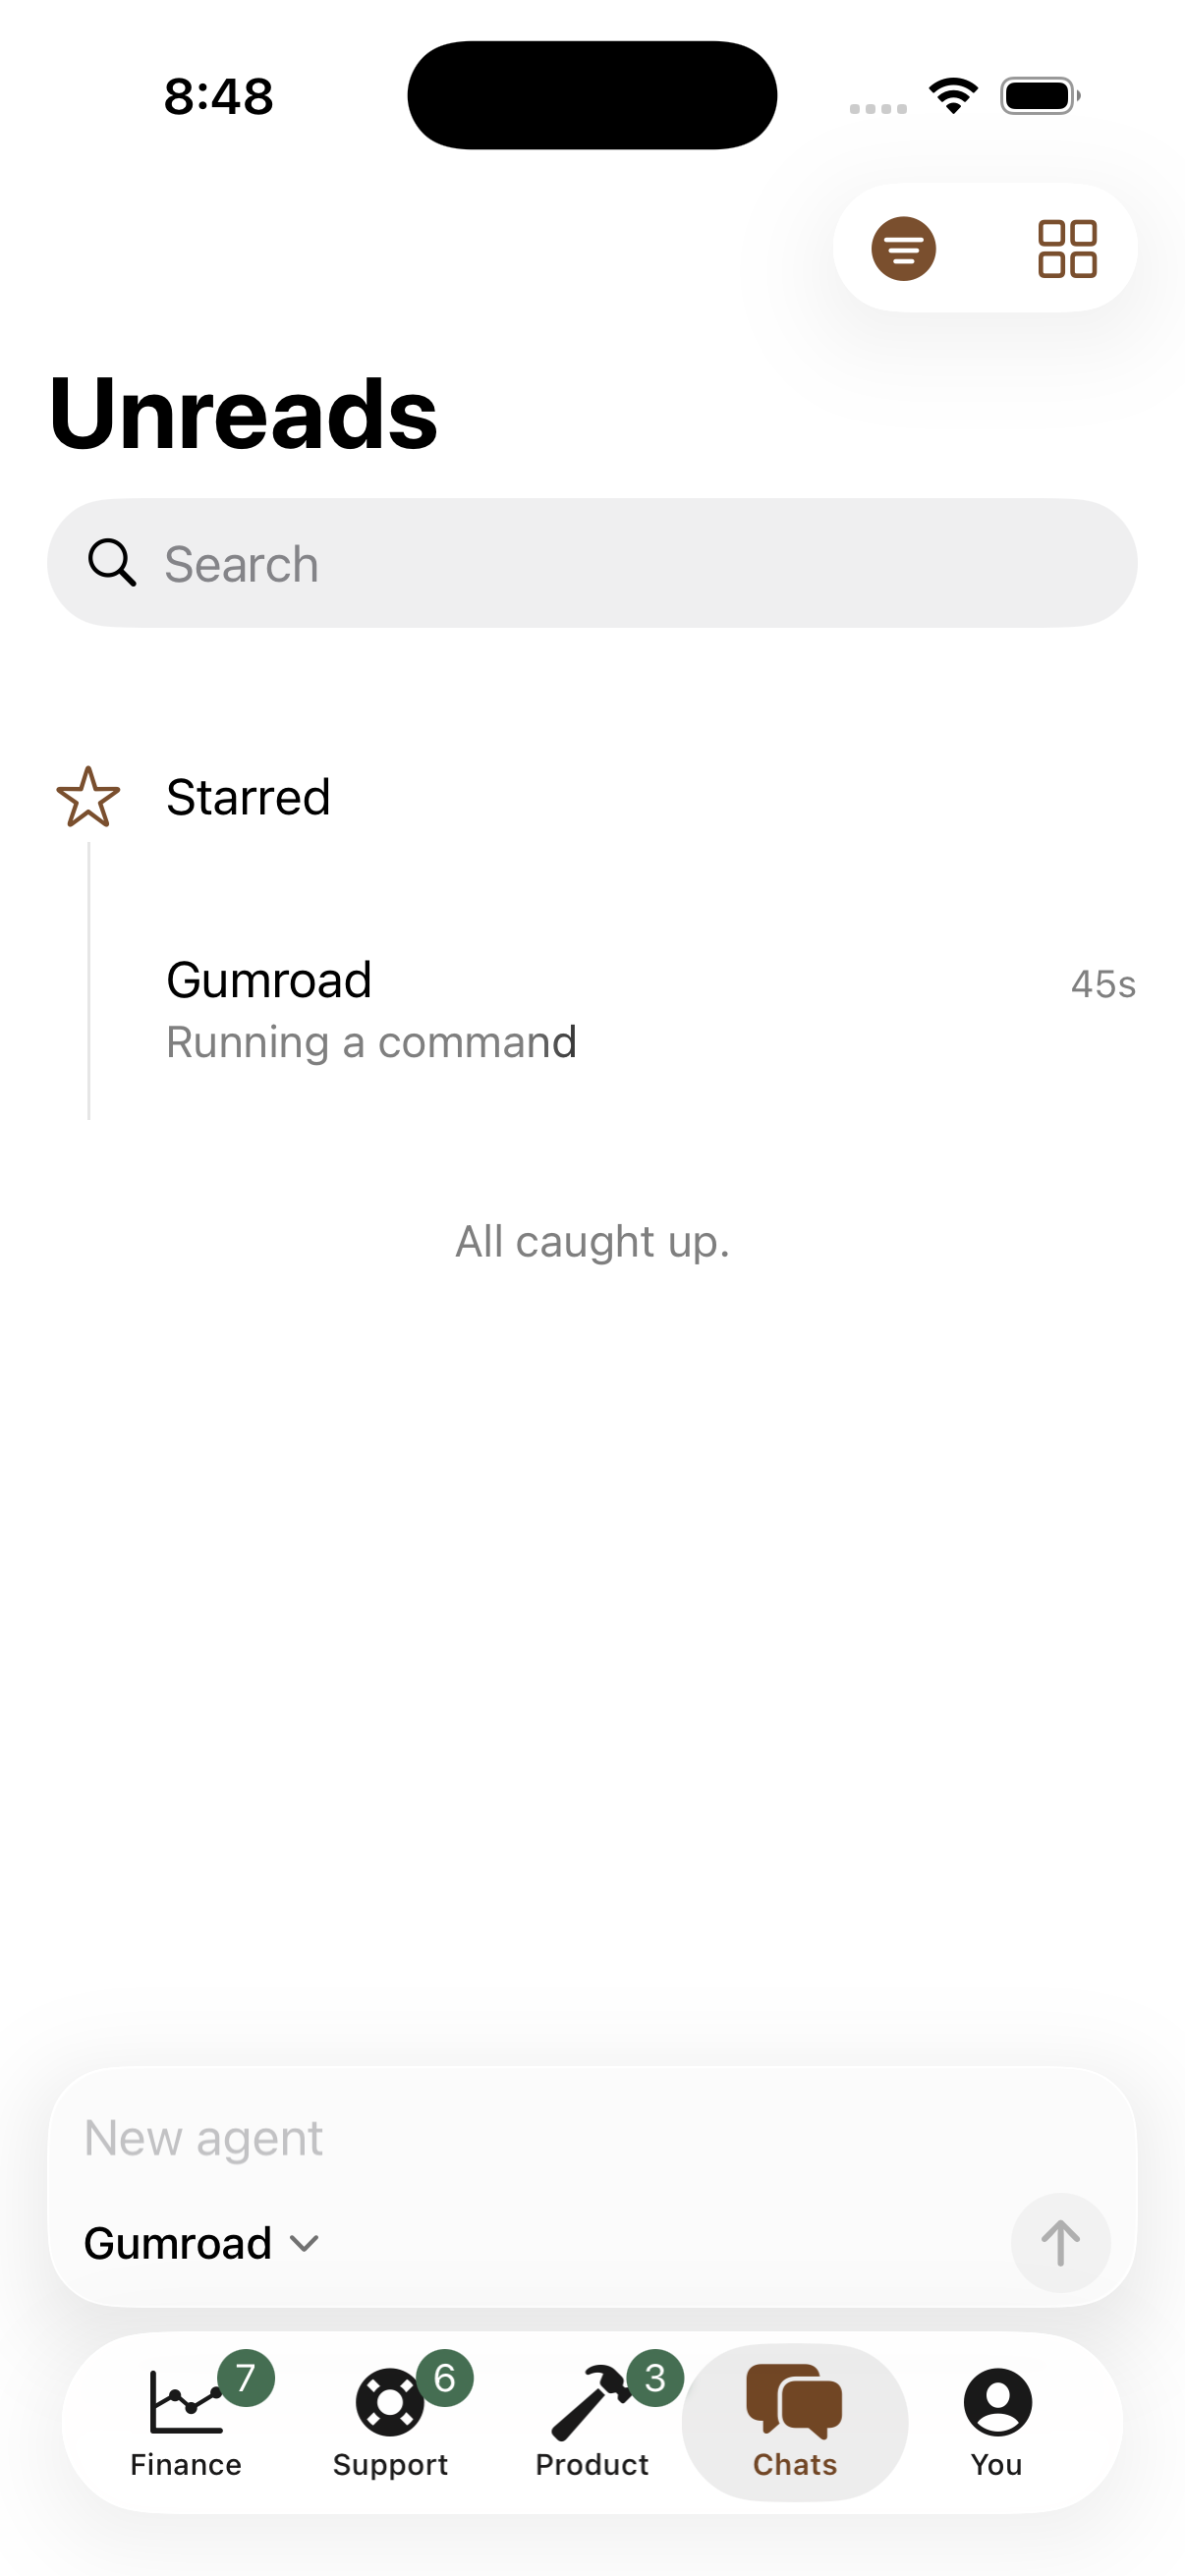 8:48
Unreads
Search
Starred
Gumroad
45s
Running a command
All caught up.
New agent
Gumroad
7
6
3
Finance
Support
Product
Chats
You